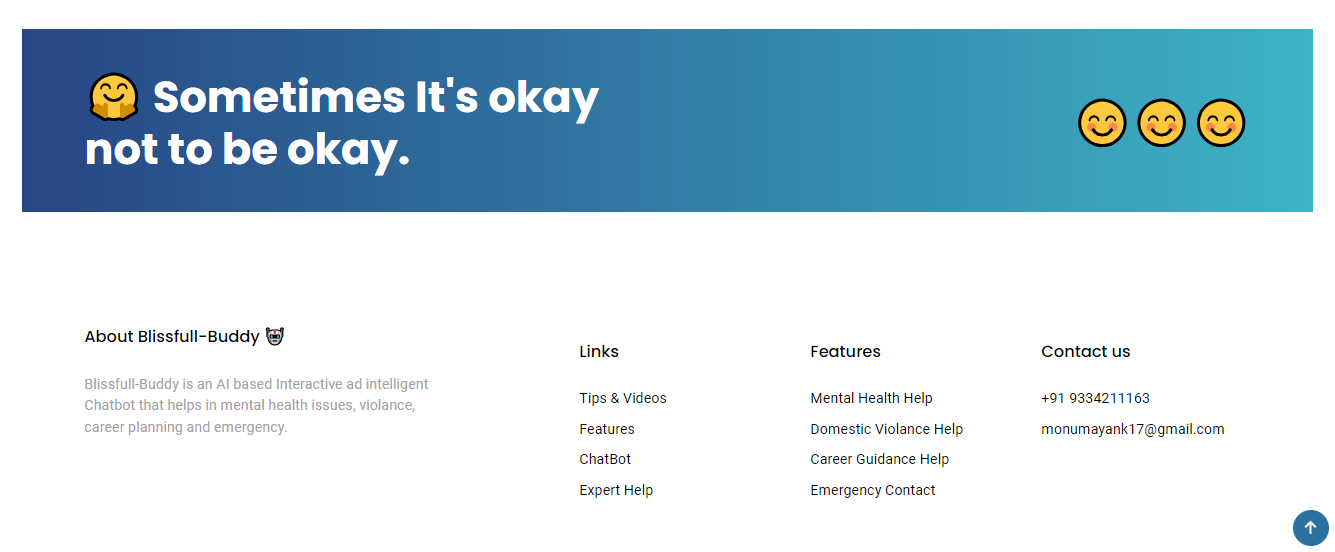 🤗 Sometimes It's okay
not to be okay.
😊😊😊
About Blissfull-Buddy 🤖
Blissfull-Buddy is an AI based Interactive ad intelligent
Chatbot that helps in mental health issues, violance,
career planning and emergency.
Links
Tips & Videos
Features
ChatBot
Expert Help
Features
Mental Health Help
Domestic Violance Help
Career Guidance Help
Emergency Contact
Contact us
+91 9334211163
monumayank17@gmail.com